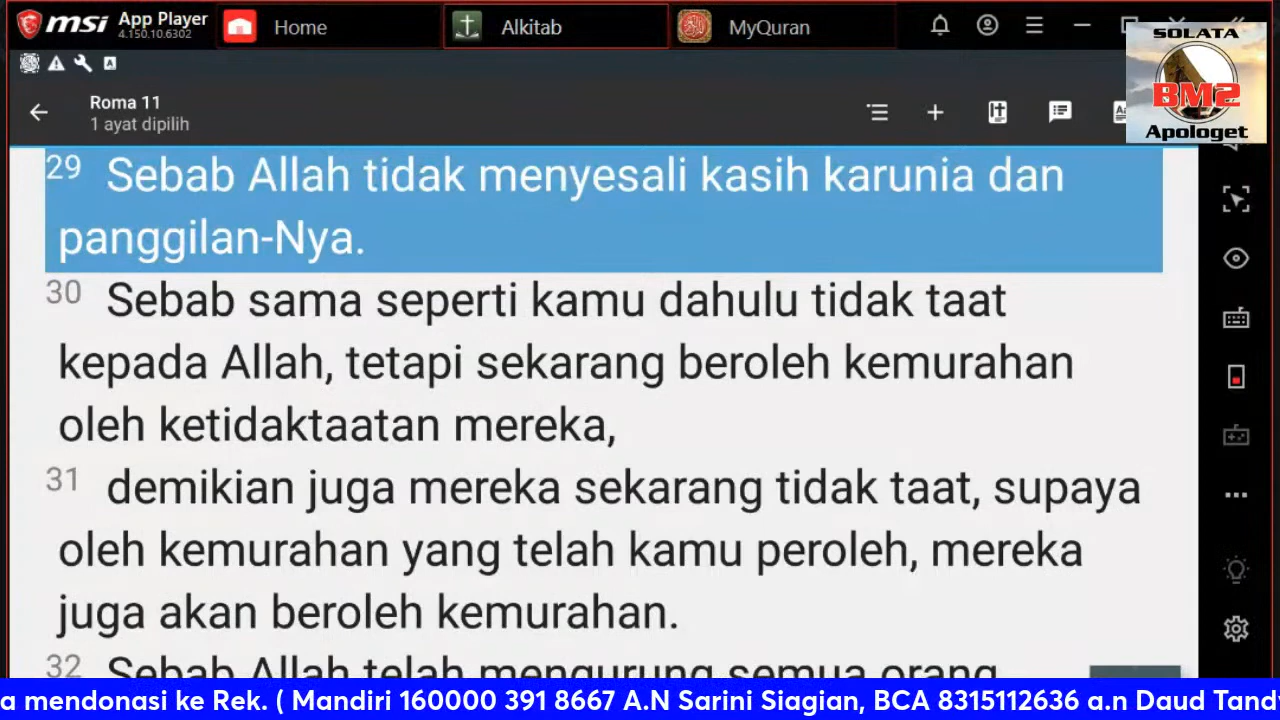 msi App Player
4.150.10.6302
Home
Alkitab
MyQuran
SOLATA
BM2
Apologet
Roma 11
1 ayat dipilih
29 Sebab Allah tidak menyesali kasih karunia dan
panggilan-Nya.
30 Sebab sama seperti kamu dahulu tidak taat
kepada Allah, tetapi sekarang beroleh kemurahan
oleh ketidaktaatan mereka,
31 demikian juga mereka sekarang tidak taat, supaya
oleh kemurahan yang telah kamu peroleh, mereka
juga akan beroleh kemurahan.
32 Sebab Allah telah mengurung semua orang
a mendonasi ke Rek. ( Mandiri 160000 391 8667 A.N Sarini Siagian, BCA 8315112636 a.n Daud Tandy